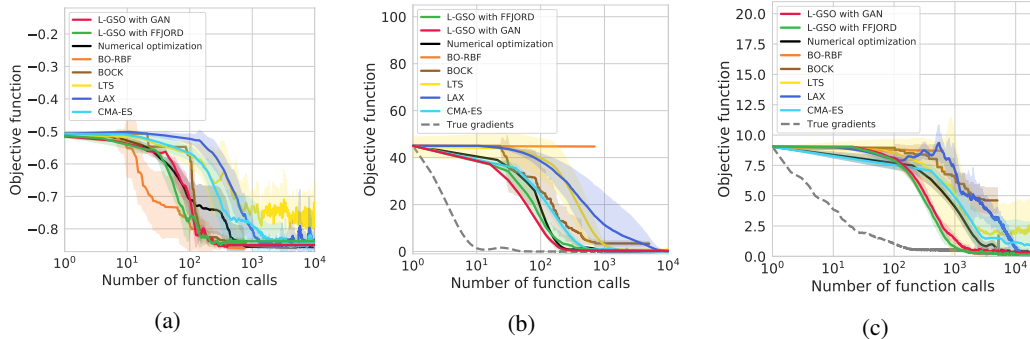 L-GSO with GAN
L-GSO with FFJORD
Numerical optimization
BO-RBF
BOCK
LTS
LAX
CMA-ES
Objective function
−0.2
−0.3
−0.4
−0.5
−0.6
−0.7
−0.8
10^0 10^1 10^2 10^3 10^4
Number of function calls
(a)
L-GSO with FFJORD
L-GSO with GAN
Numerical optimization
BO-RBF
BOCK
LTS
LAX
CMA-ES
True gradients
Objective function
100
80
60
40
20
0
10^0 10^1 10^2 10^3 10^4
Number of function calls
(b)
L-GSO with GAN
L-GSO with FFJORD
Numerical optimization
BO-RBF
BOCK
LTS
LAX
CMA-ES
True gradients
Objective function
20.0
17.5
15.0
12.5
10.0
7.5
5.0
2.5
0.0
10^0 10^1 10^2 10^3 10^4
Number of function calls
(c)